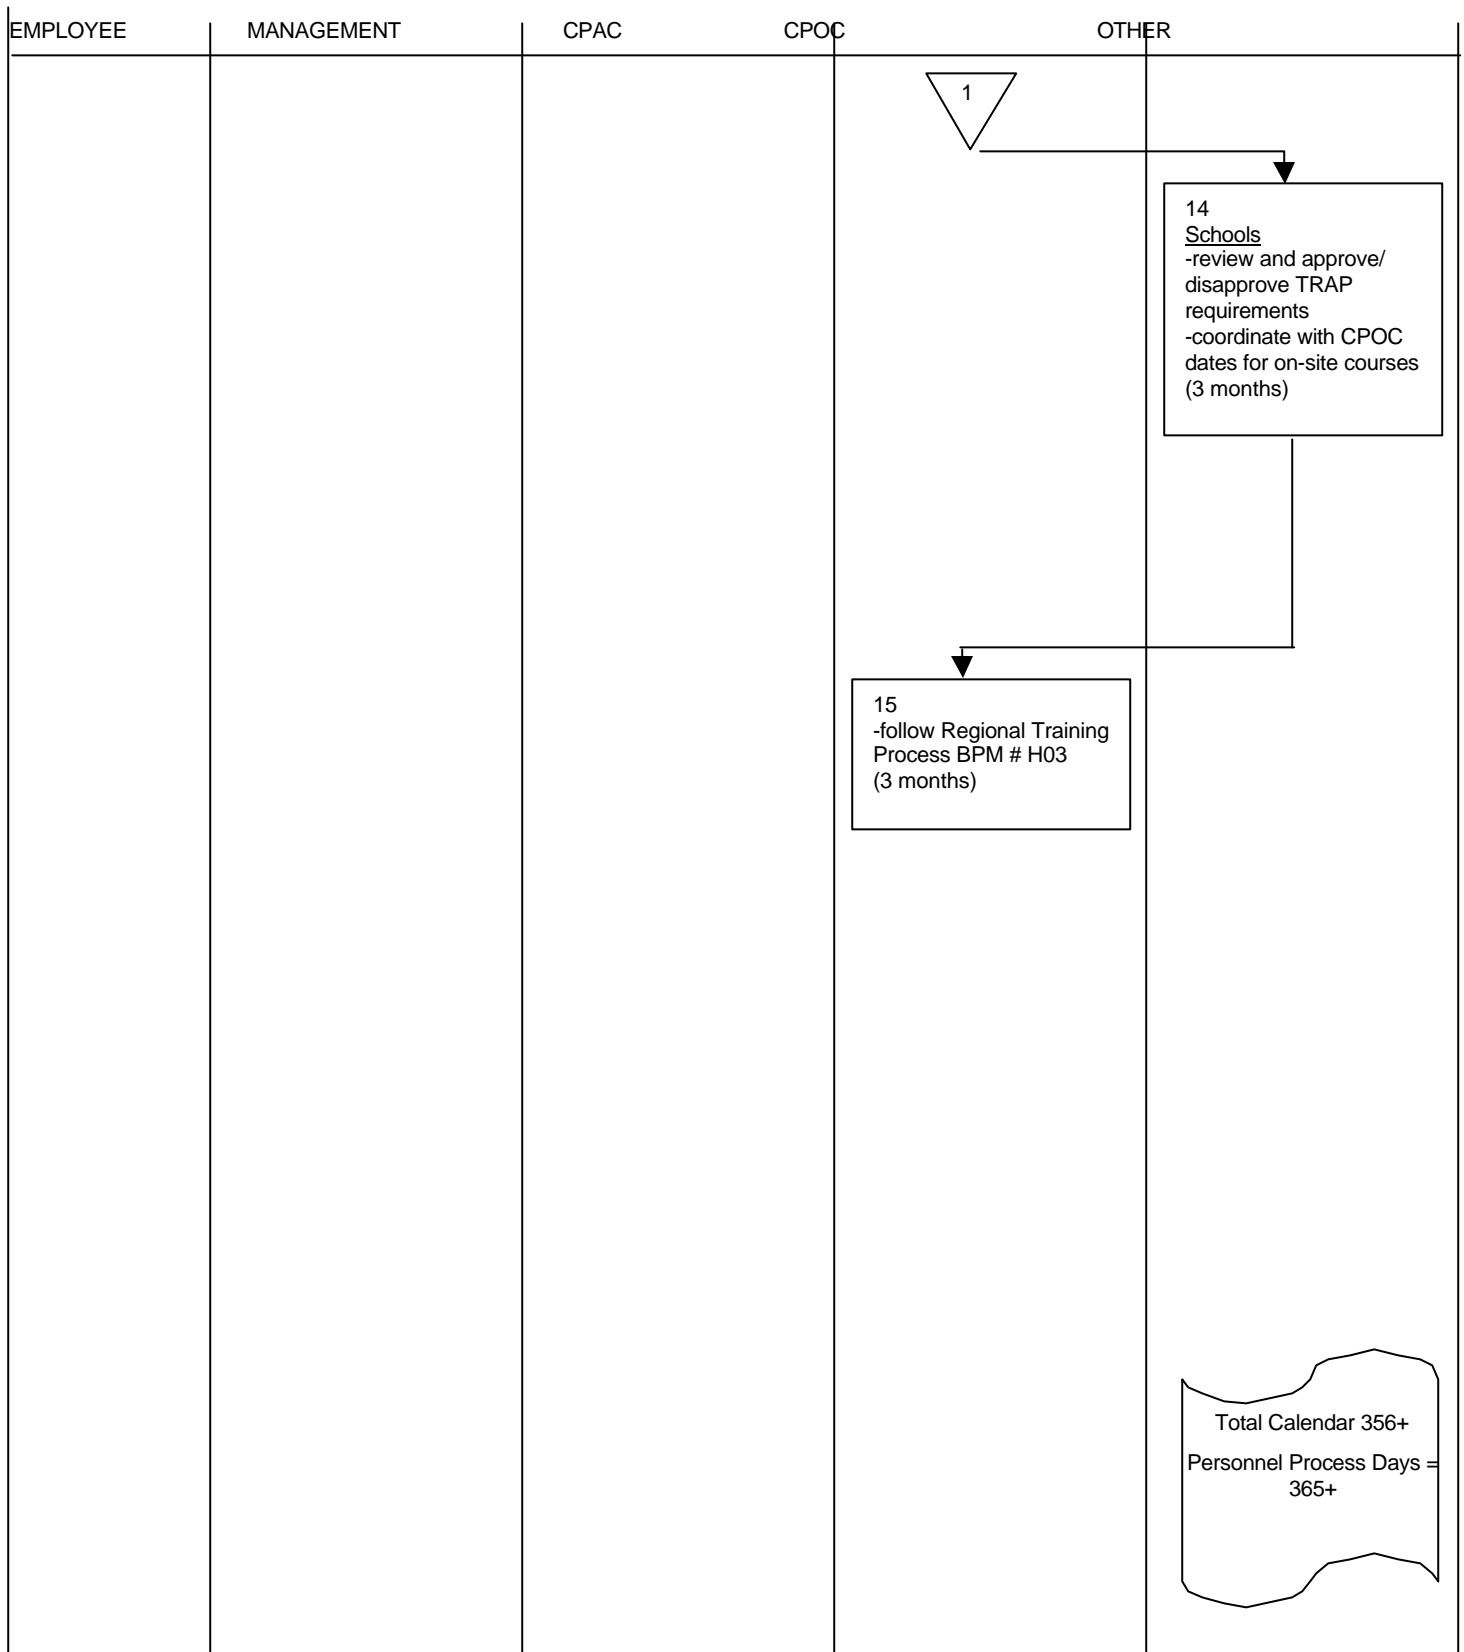 EMPLOYEE MANAGEMENT CPAC CPOC OTHER
1
14
Schools
-review and approve/
disapprove TRAP
requirements
-coordinate with CPOC
dates for on-site courses
(3 months)
15
-follow Regional Training
Process BPM # H03
(3 months)
Total Calendar 356+
Personnel Process Days =
365+